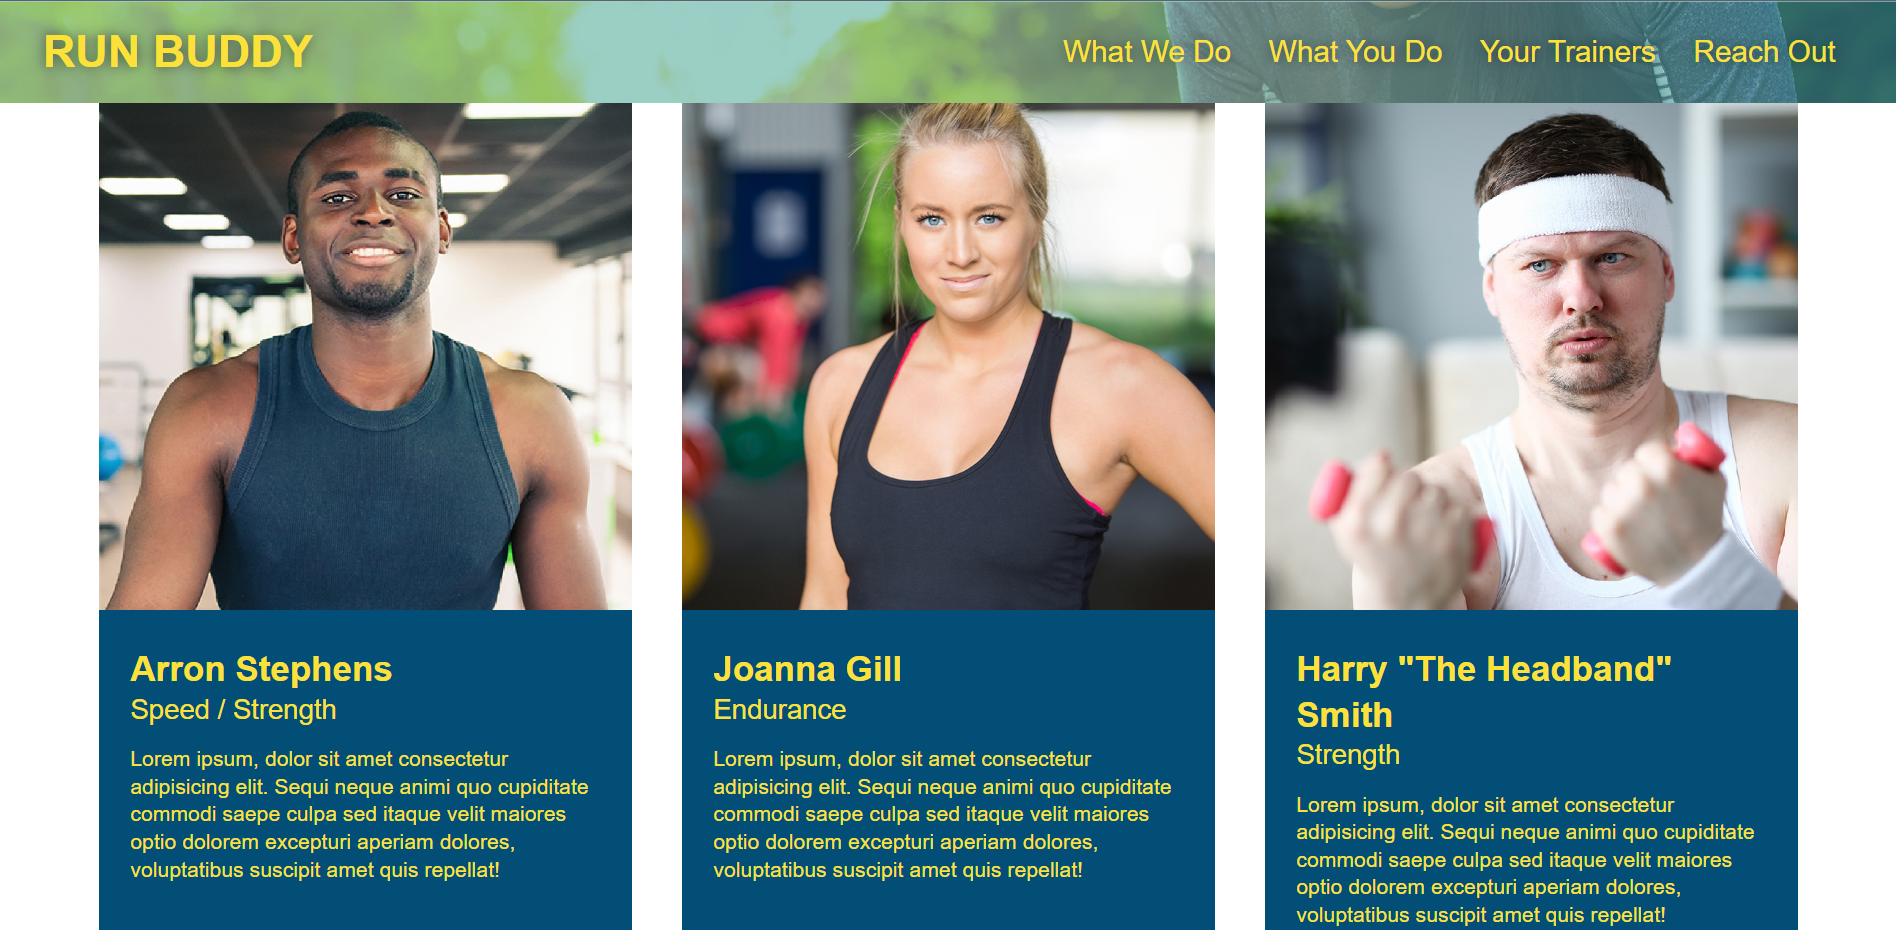 RUN BUDDY
What We Do What You Do Your Trainers Reach Out
Arron Stephens
Speed / Strength
Lorem ipsum, dolor sit amet consectetur
adipisicing elit. Sequi neque animi quo cupiditate
commodi saepe culpa sed itaque velit maiores
optio dolorem excepturi aperiam dolores,
voluptatibus suscipit amet quis repellat!
Joanna Gill
Endurance
Lorem ipsum, dolor sit amet consectetur
adipisicing elit. Sequi neque animi quo cupiditate
commodi saepe culpa sed itaque velit maiores
optio dolorem excepturi aperiam dolores,
voluptatibus suscipit amet quis repellat!
Harry "The Headband"
Smith
Strength
Lorem ipsum, dolor sit amet consectetur
adipisicing elit. Sequi neque animi quo cupiditate
commodi saepe culpa sed itaque velit maiores
optio dolorem excepturi aperiam dolores,
voluptatibus suscipit amet quis repellat!